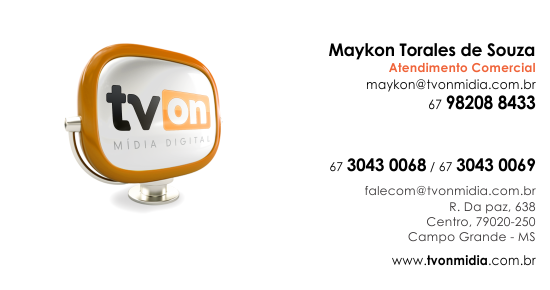 tv on
MÍDIA DIGITAL
Maykon Torales de Souza
Atendimento Comercial
maykon@tvonmidia.com.br
67 98208 8433
67 3043 0068 / 67 3043 0069
falecom@tvonmidia.com.br
R. Da paz, 638
Centro, 79020-250
Campo Grande - MS
www.tvonmidia.com.br